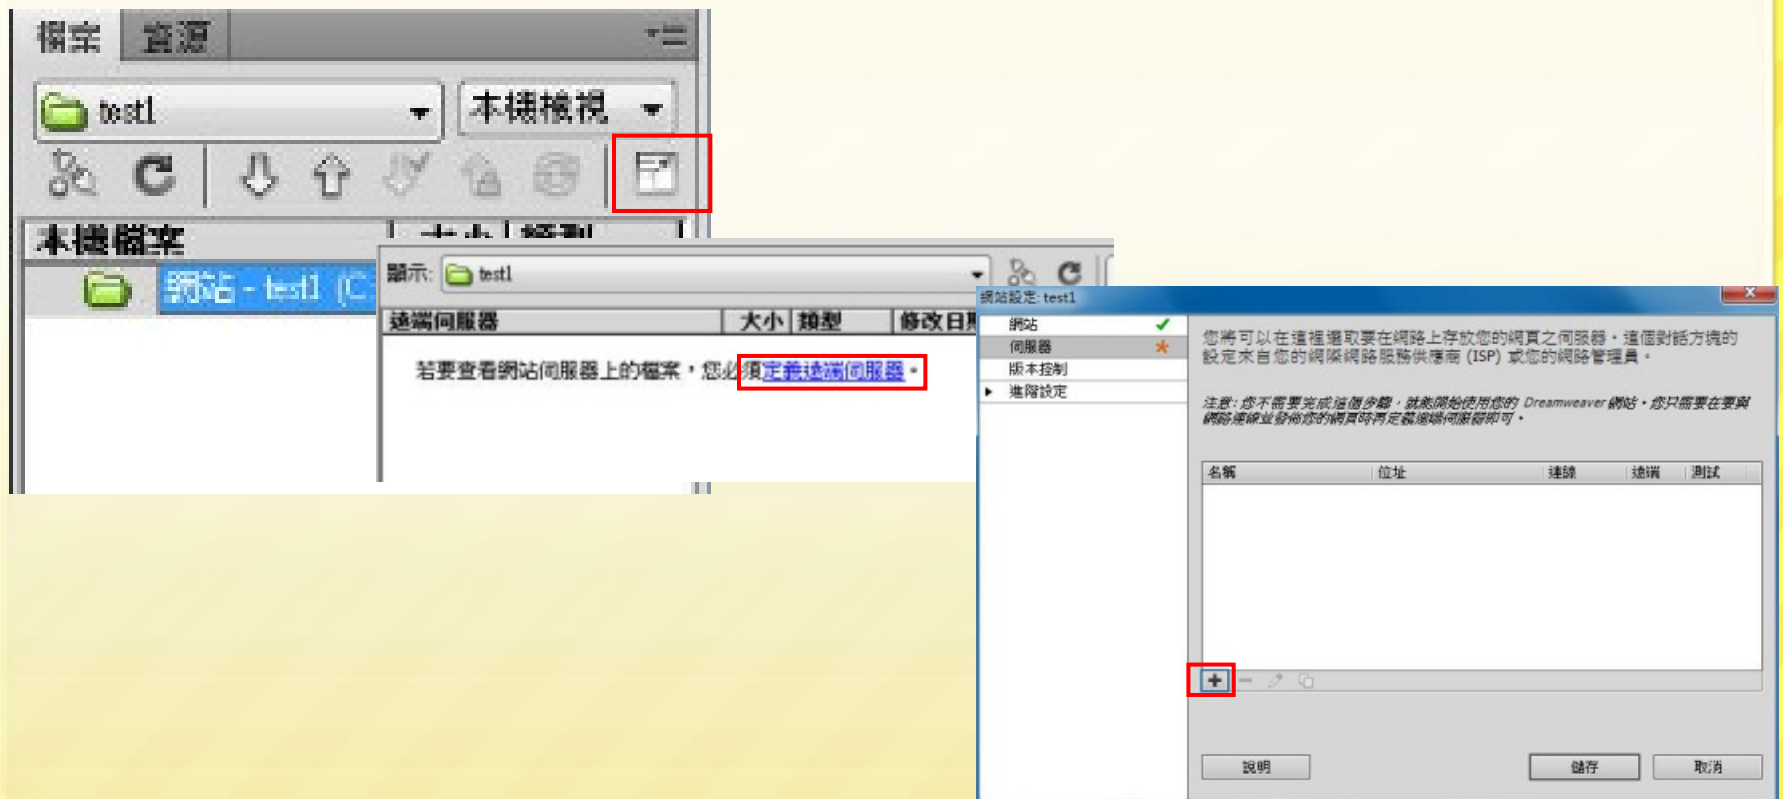 檔案 資源
test1 本機檢視
本機檔案 大小 類型
網站 - test1 (C
顯示: test1
遠端伺服器 大小 類型 修改日期
若要查看網站伺服器上的檔案，您必須定義遠端伺服器。
網站設定: test1
網站
伺服器
版本控制
進階設定
您將可以在這裡選取要在網路上存放您的網頁之伺服器。這個對話方塊的
設定來自您的網際網路服務供應商 (ISP) 或您的網路管理員。
注意: 您不需要完成這個步驟，就能開始使用您的 Dreamweaver 網站。您只需要在要與
網路連線並發佈您的網頁時再定義遠端伺服器即可。
名稱 位址 連線 遠端 測試
說明 儲存 取消